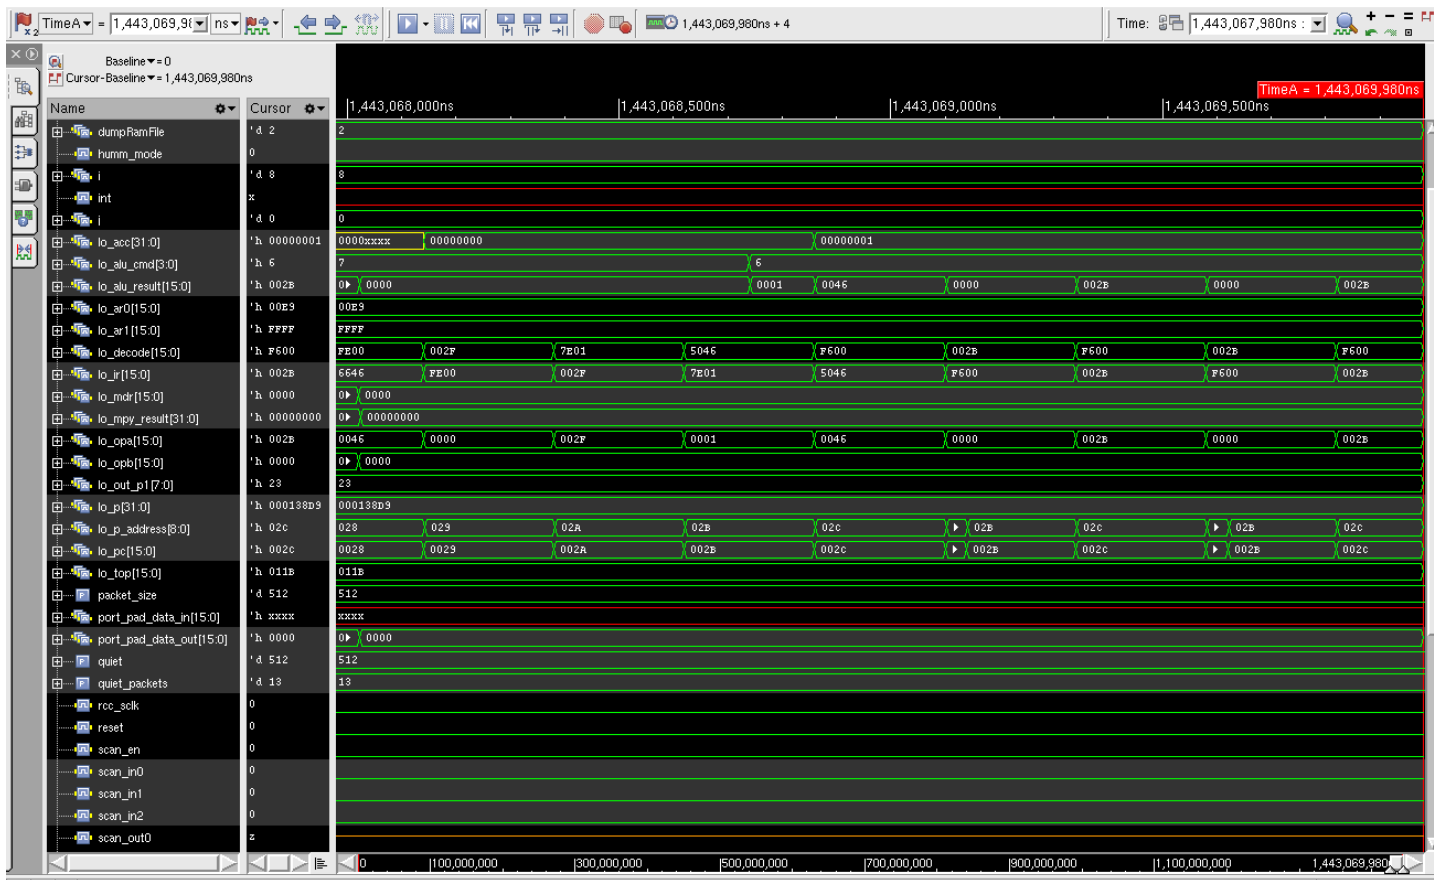 TimeA = 1,443,069,98 ns 1,443,069,980ns + 4 Time: 1,443,067,980ns :
Baseline = 0
Cursor-Baseline = 1,443,069,980ns
TimeA = 1,443,069,980ns
Name Cursor 1,443,068,000ns 1,443,068,500ns 1,443,069,000ns 1,443,069,500ns
dumpRamFile 'd 2 2
humm_mode 0
i 'd 8 8
int x
j 'd 0 0
lo_acc[31:0] 'h 00000001 0000xxxx 00000000 00000001
lo_alu_cmd[3:0] 'h 6 7 6
lo_alu_result[15:0] 'h 002B 0 0000 0001 0046 0000 002B 0000 002B
lo_ar0[15:0] 'h 00E9 00E9
lo_ar1[15:0] 'h FFFF FFFF
lo_decode[15:0] 'h F600 FE00 002F 7E01 5046 F600 002B F600 002B F600
lo_ir[15:0] 'h 002B 6646 FE00 002F 7E01 5046 F600 002B F600 002B
lo_mdr[15:0] 'h 0000 0 0000
lo_mpy_result[31:0] 'h 00000000 0 00000000
lo_opa[15:0] 'h 002B 0046 0000 002F 0001 0046 0000 002B 0000 002B
lo_opb[15:0] 'h 0000 0 0000
lo_out_p1[7:0] 'h 23 23
lo_p[31:0] 'h 000138D9 000138D9
lo_p_address[8:0] 'h 02C 028 029 02A 02B 02C 02B 02C 02B 02C
lo_pc[15:0] 'h 002C 0028 0029 002A 002B 002C 002B 002C 002B 002C
lo_top[15:0] 'h 011B 011B
packet_size 'd 512 512
port_pad_data_in[15:0] 'h xxxx xxxx
port_pad_data_out[15:0] 'h 0000 0 0000
quiet 'd 512 512
quiet_packets 'd 13 13
rcc_sclk 0
reset 0
scan_en 0
scan_in0 0
scan_in1 0
scan_in2 0
scan_out0 z
0 100,000,000 300,000,000 500,000,000 700,000,000 900,000,000 1,100,000,000 1,443,069,980